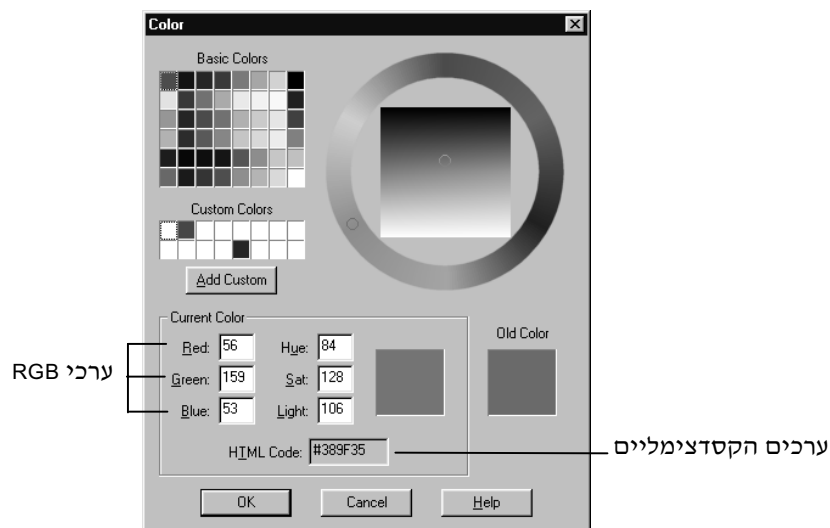 Color
Basic Colors
Custom Colors
Add Custom
Current Color
Red: 56 Hue: 84
Green: 159 Sat: 128
Blue: 53 Light: 106
HTML Code: #389F35
Old Color
OK Cancel Help
ערכי RGB
ערכים הקסדצימליים